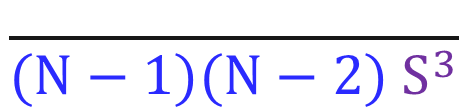 (N − 1)(N − 2) S³